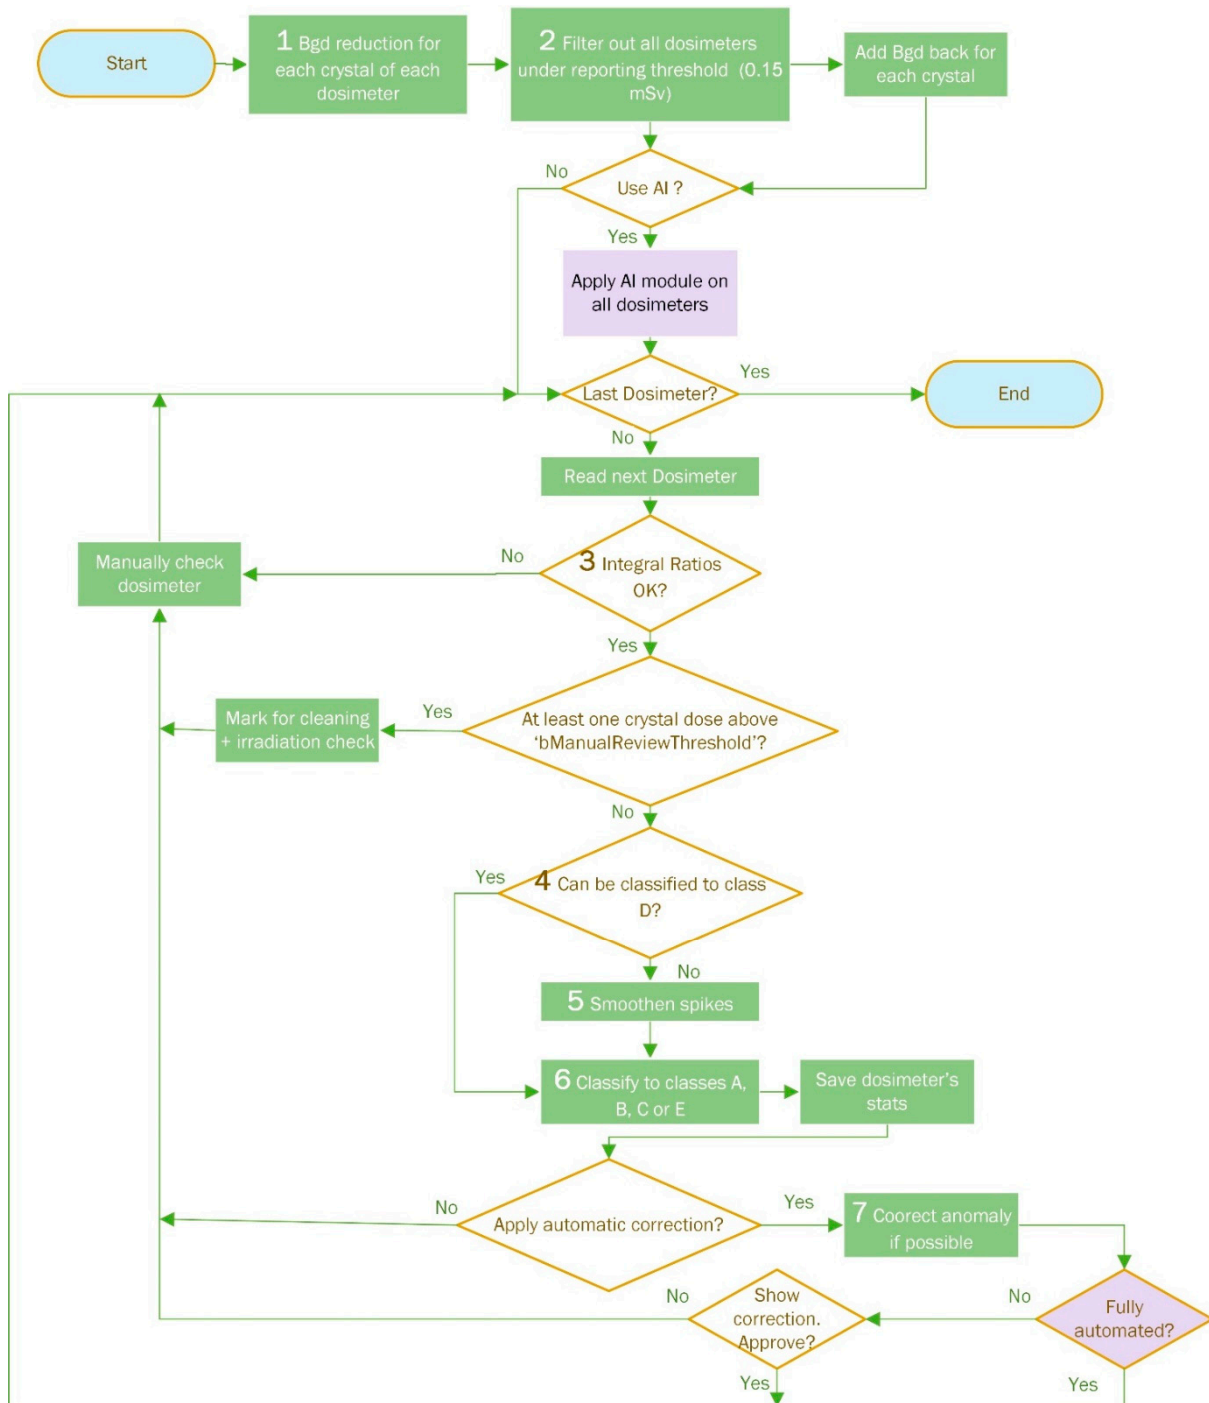 Start
1 Bgd reduction for
each crystal of each
dosimeter
2 Filter out all dosimeters
under reporting threshold (0.15
mSv)
Add Bgd back for
each crystal
No
Use AI ?
Yes
Apply AI module on
all dosimeters
Last Dosimeter?
Yes
End
No
Read next Dosimeter
3 Integral Ratios
OK?
No
Manually check
dosimeter
Yes
At least one crystal dose above
‘bManualReviewThreshold’?
Yes
Mark for cleaning
+ irradiation check
No
4 Can be classified to class
D?
Yes
No
5 Smoothen spikes
6 Classify to classes A,
B, C or E
Save dosimeter’s
stats
No
Apply automatic correction?
Yes
7 Coorect anomaly
if possible
No
Show
correction.
Approve?
No
Fully
automated?
Yes
Yes